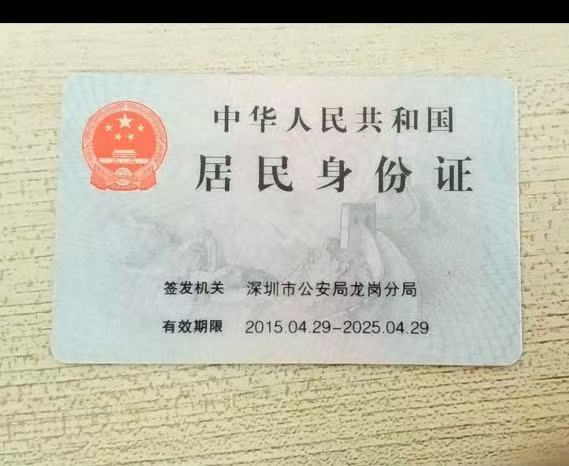 中华人民共和国
居民身份证
签发机关 深圳市公安局龙岗分局
有效期限 2015.04.29-2025.04.29